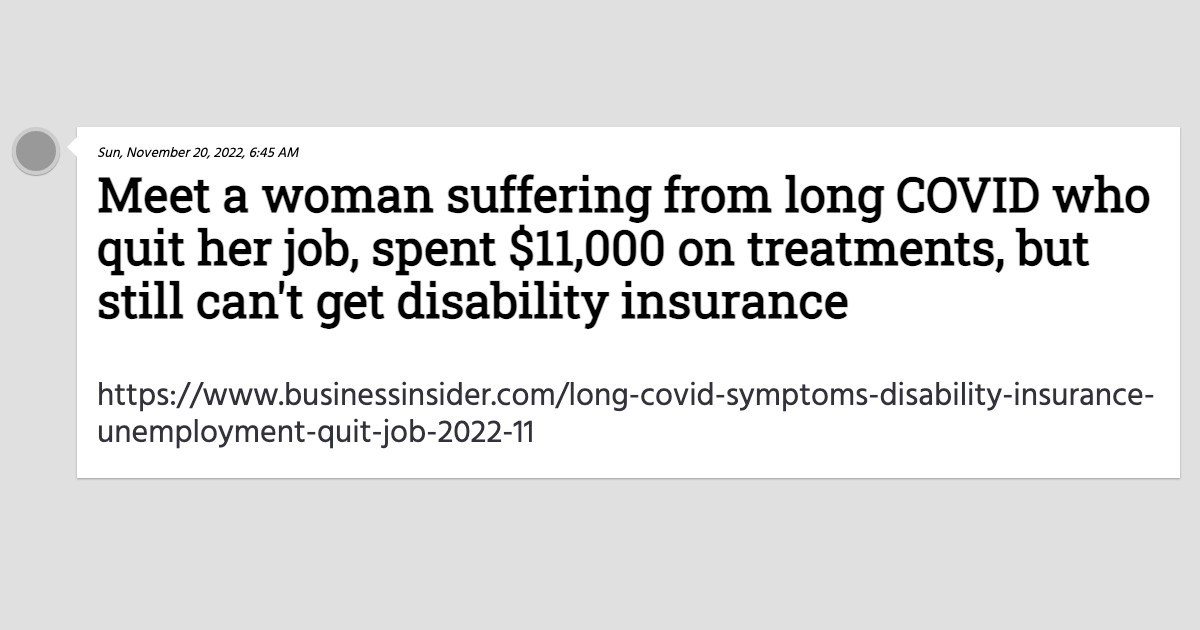 Sun, November 20, 2022, 6:45 AM
Meet a woman suffering from long COVID who
quit her job, spent $11,000 on treatments, but
still can't get disability insurance
https://www.businessinsider.com/long-covid-symptoms-disability-insurance-
unemployment-quit-job-2022-11